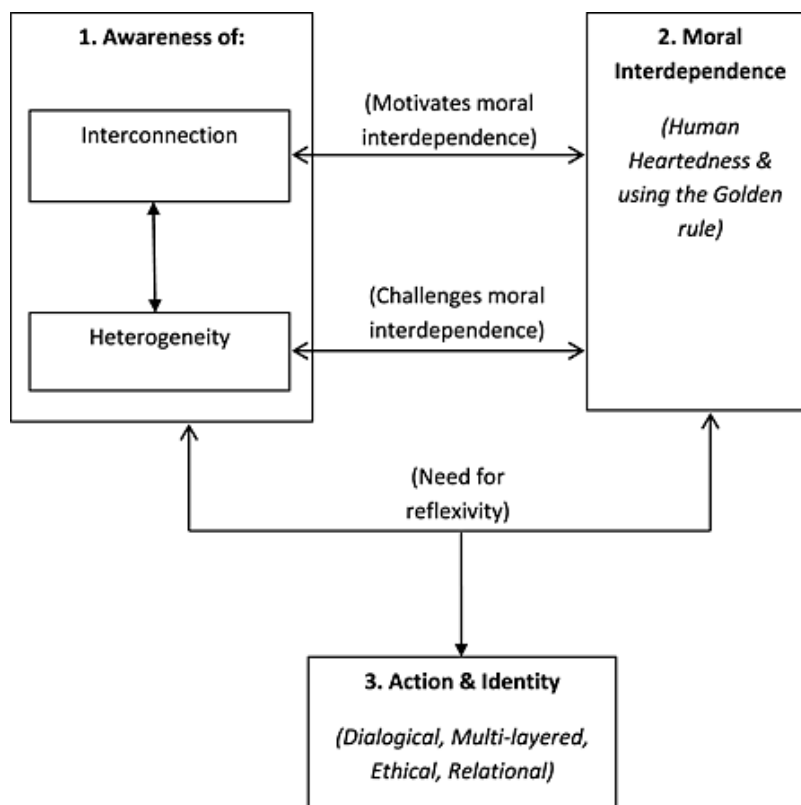 1. Awareness of:
Interconnection
Heterogeneity
(Motivates moral
interdependence)
(Challenges moral
interdependence)
2. Moral
Interdependence
(Human
Heartedness &
using the Golden
rule)
(Need for
reflexivity)
3. Action & Identity
(Dialogical, Multi-layered,
Ethical, Relational)